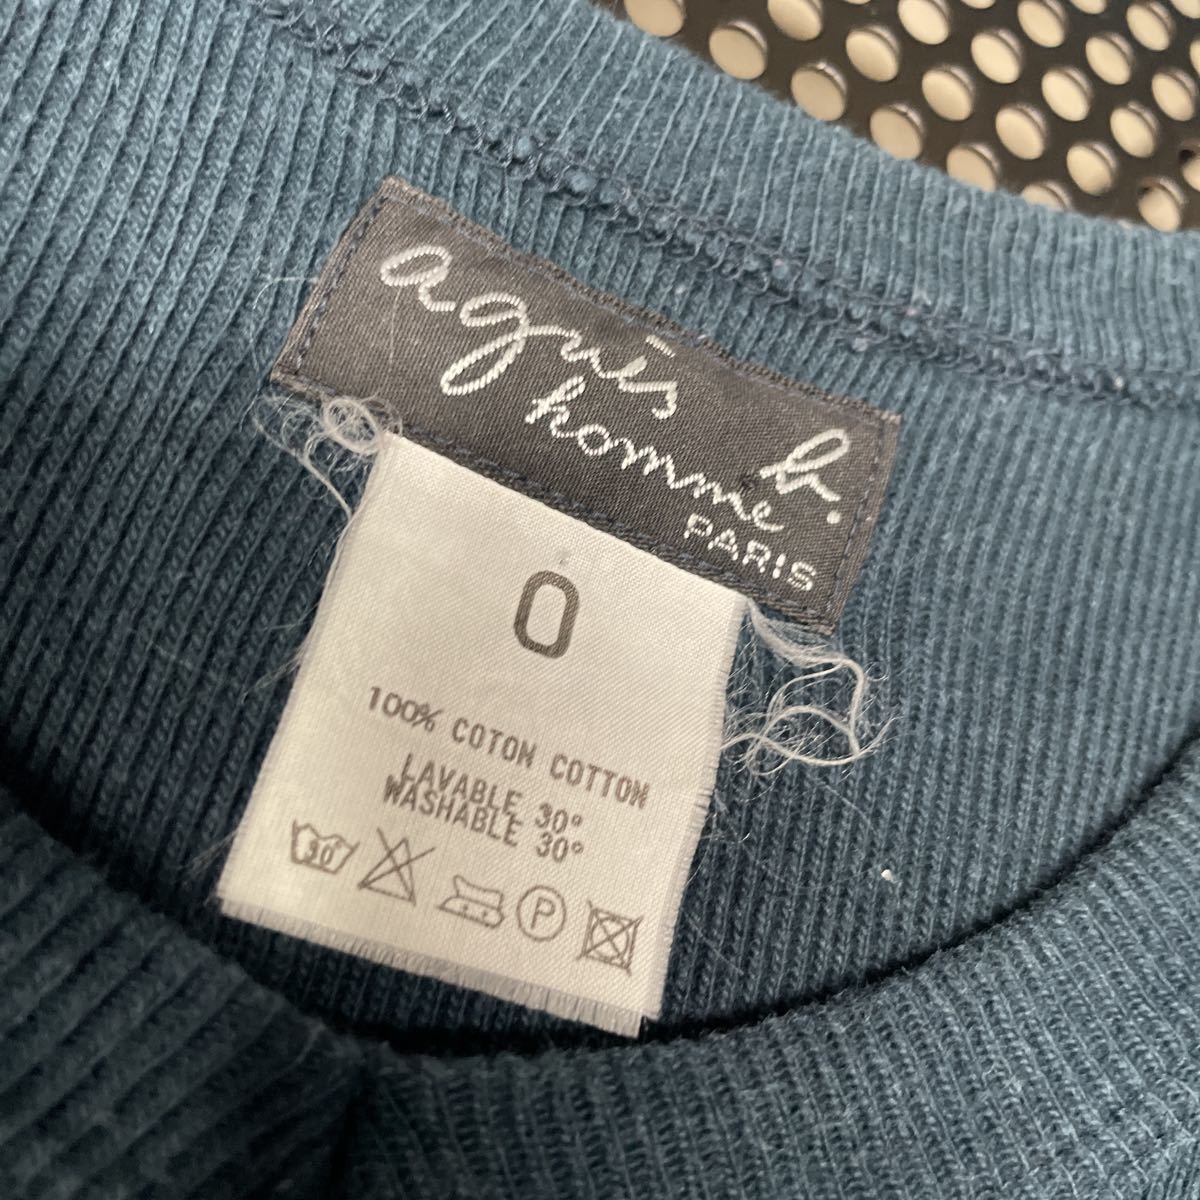 agnès b.
homme
PARIS
0
100% COTON COTTON
LAVABLE 30°
WASHABLE 30°
30°
P